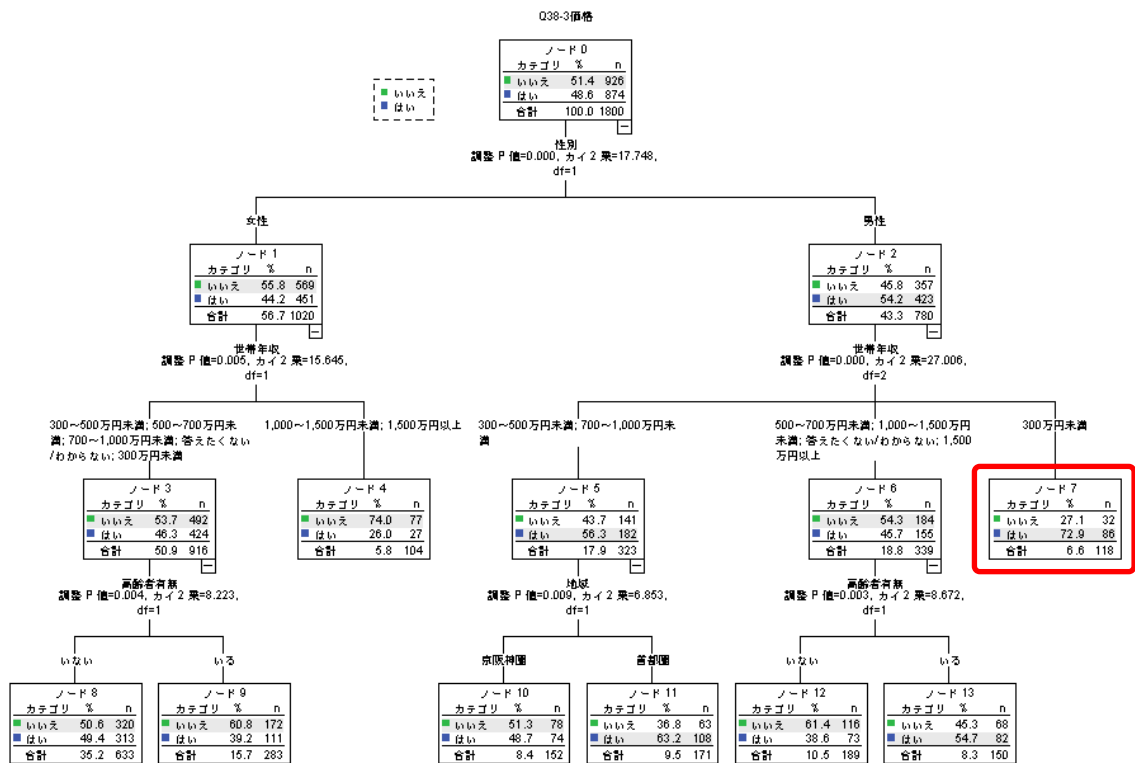 Q38-3価格
ノード 0
カテゴリ % n
いいえ 51.4 926
はい 48.6 874
合計 100.0 1800
いいえ
はい
性別
調整 P 値=0.000, カイ 2 乗=17.748,
df=1
女性
男性
ノード 1
カテゴリ % n
いいえ 55.8 569
はい 44.2 451
合計 56.7 1020
ノード 2
カテゴリ % n
いいえ 45.8 357
はい 54.2 423
合計 43.3 780
世帯年収
調整 P 値=0.005, カイ 2 乗=15.645,
df=1
世帯年収
調整 P 値=0.000, カイ 2 乗=27.006,
df=2
300～500万円未満; 500～700万円未
満; 700～1,000万円未満; 答えたくない
/わからない; 300万円未満
1,000～1,500万円未満; 1,500万円以上
300～500万円未満; 700～1,000万円未
満
500～700万円未満; 1,000～1,500万円
未満; 答えたくない/わからない; 1,500
万円以上
300万円未満
ノード 3
カテゴリ % n
いいえ 53.7 492
はい 46.3 424
合計 50.9 916
ノード 4
カテゴリ % n
いいえ 74.0 77
はい 26.0 27
合計 5.8 104
ノード 5
カテゴリ % n
いいえ 43.7 141
はい 56.3 182
合計 17.9 323
ノード 6
カテゴリ % n
いいえ 54.3 184
はい 45.7 155
合計 18.8 339
ノード 7
カテゴリ % n
いいえ 27.1 32
はい 72.9 86
合計 6.6 118
高齢者有無
調整 P 値=0.004, カイ 2 乗=8.223,
df=1
地域
調整 P 値=0.009, カイ 2 乗=6.853,
df=1
高齢者有無
調整 P 値=0.003, カイ 2 乗=8.672,
df=1
いない
いる
京阪神圏
首都圏
いない
いる
ノード 8
カテゴリ % n
いいえ 50.6 320
はい 49.4 313
合計 35.2 633
ノード 9
カテゴリ % n
いいえ 60.8 172
はい 39.2 111
合計 15.7 283
ノード 10
カテゴリ % n
いいえ 51.3 78
はい 48.7 74
合計 8.4 152
ノード 11
カテゴリ % n
いいえ 36.8 63
はい 63.2 108
合計 9.5 171
ノード 12
カテゴリ % n
いいえ 61.4 116
はい 38.6 73
合計 10.5 189
ノード 13
カテゴリ % n
いいえ 45.3 68
はい 54.7 82
合計 8.3 150